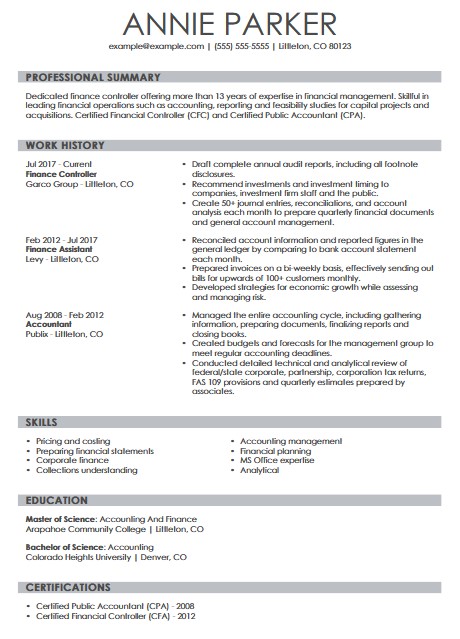 ANNIE PARKER
example@example.com | (555) 555-5555 | Littleton, CO 80123
PROFESSIONAL SUMMARY
Dedicated finance controller offering more than 13 years of expertise in financial management. Skillful in
leading financial operations such as accounting, reporting and feasibility studies for capital projects and
acquisitions. Certified Financial Controller (CFC) and Certified Public Accountant (CPA).
WORK HISTORY
Jul 2017 - Current
Finance Controller
Garco Group - Littleton, CO
• Draft complete annual audit reports, including all footnote
disclosures.
• Recommend investments and investment timing to
companies, investment firm staff and the public.
• Create 50+ journal entries, reconciliations, and account
analysis each month to prepare quarterly financial documents
and general account management.
Feb 2012 - Jul 2017
Finance Assistant
Levy - Littleton, CO
• Reconciled account information and reported figures in the
general ledger by comparing to bank account statement
each month.
• Prepared invoices on a bi-weekly basis, effectively sending out
bills for upwards of 100+ customers monthly.
• Developed strategies for economic growth while assessing
and managing risk.
Aug 2008 - Feb 2012
Accountant
Publix - Littleton, CO
• Managed the entire accounting cycle, including gathering
information, preparing documents, finalizing reports and
closing books.
• Created budgets and forecasts for the management group to
meet regular accounting deadlines.
• Conducted detailed technical and analytical review of
federal/state corporate, partnership, corporation tax returns,
FAS 109 provisions and quarterly estimates prepared by
associates.
SKILLS
• Pricing and costing
• Preparing financial statements
• Corporate finance
• Collections understanding
• Accounting management
• Financial planning
• MS Office expertise
• Analytical
EDUCATION
Master of Science: Accounting And Finance
Arapahoe Community College | Littleton, CO
Bachelor of Science: Accounting
Colorado Heights University | Denver, CO
CERTIFICATIONS
• Certified Public Accountant (CPA) - 2008
• Certified Financial Controller (CFA) - 2012